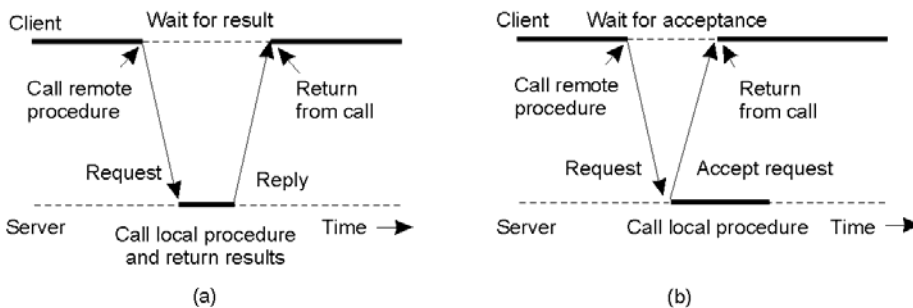 Client
Wait for result
Call remote
procedure
Return
from call
Request
Reply
Server
Call local procedure
and return results
Time
(a)
Client
Wait for acceptance
Call remote
procedure
Return
from call
Request
Accept request
Server
Call local procedure
Time
(b)